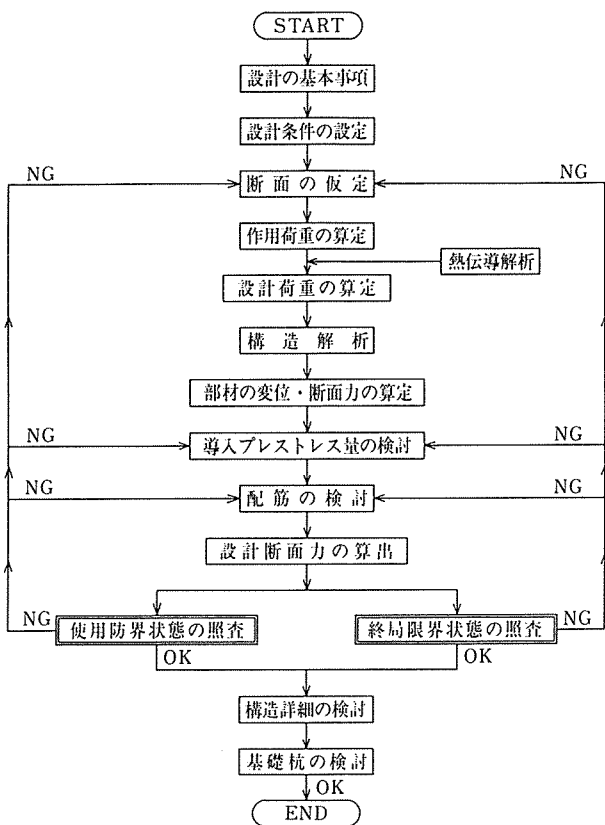 START
設計の基本事項
設計条件の設定
NG
NG
断面の仮定
作用荷重の算定
熱伝導解析
設計荷重の算定
構造解析
部材の変位・断面力の算定
NG
NG
導入プレストレス量の検討
NG
NG
配筋の検討
設計断面力の算出
NG
使用防界状態の照査
終局限界状態の照査
NG
OK
OK
構造詳細の検討
基礎杭の検討
OK
END